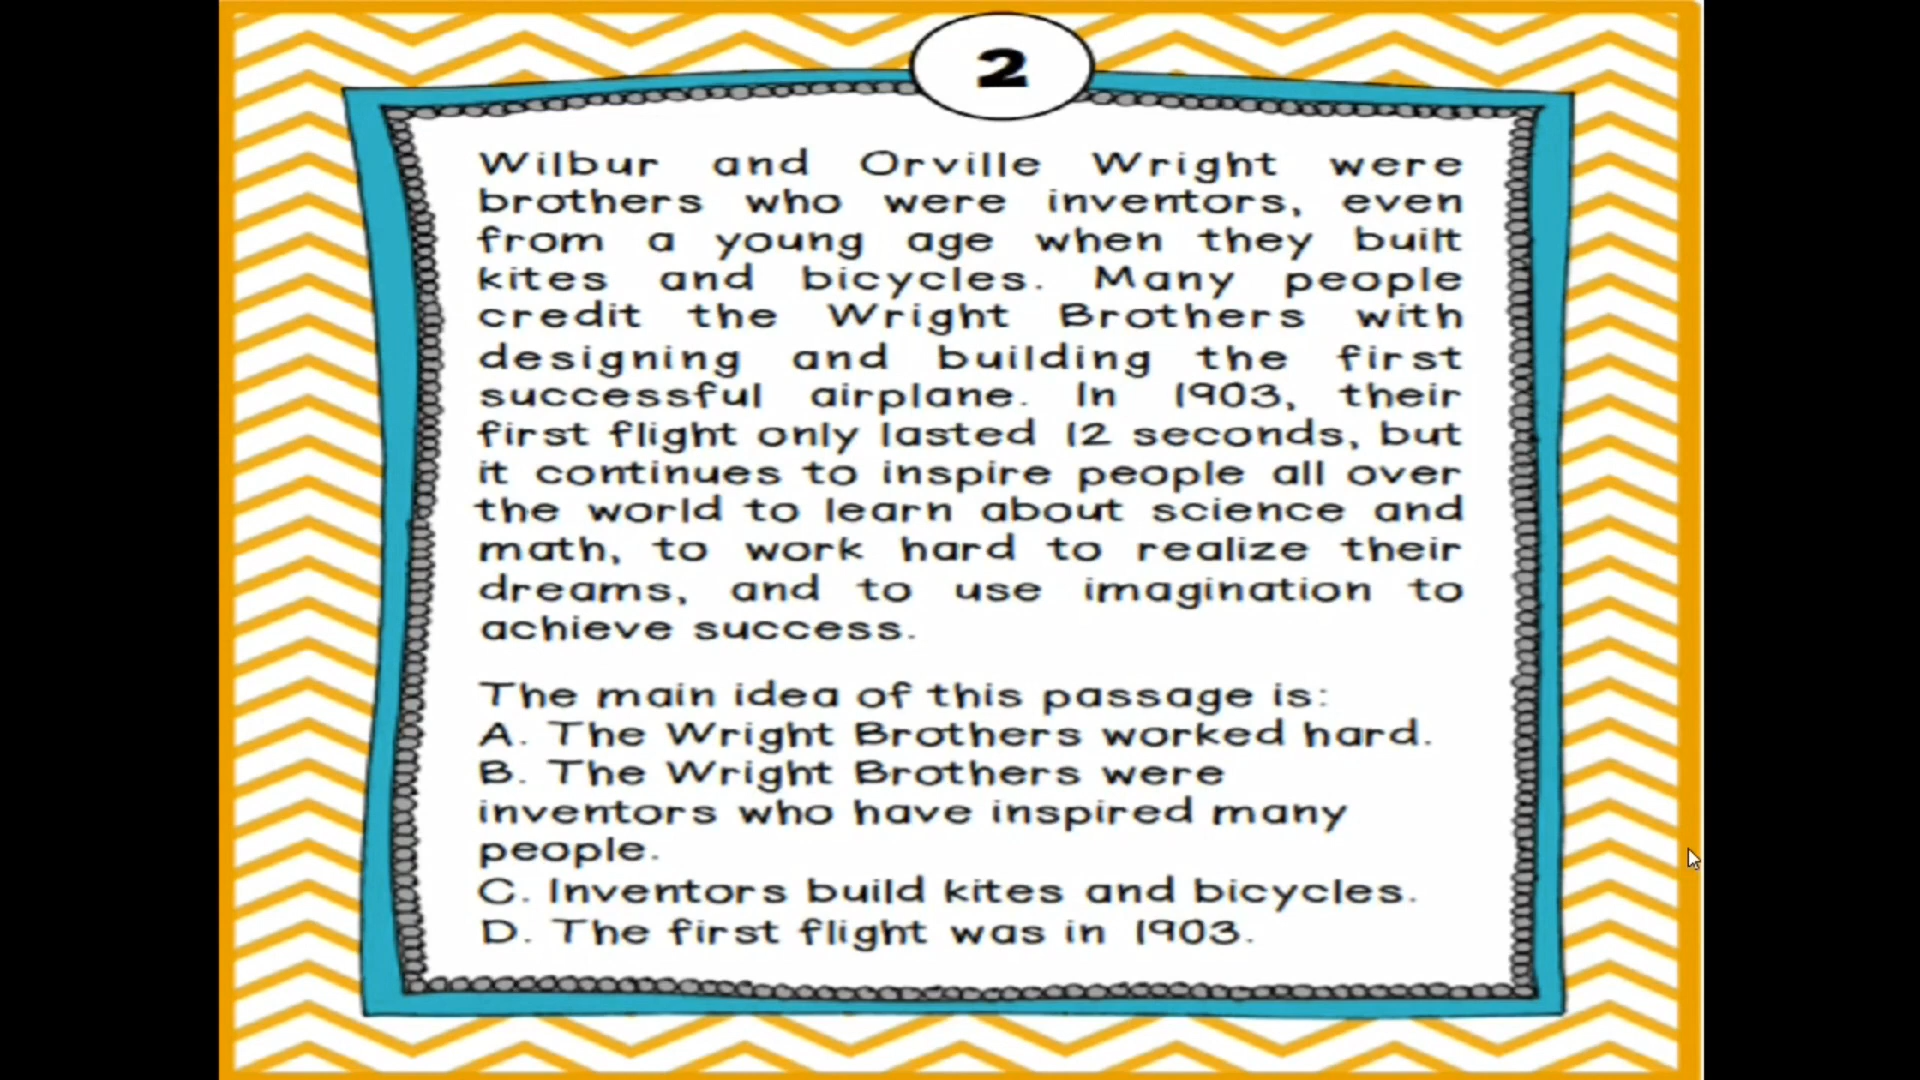 2
Wilbur and Orville Wright were
brothers who were inventors, even
from a young age when they built
kites and bicycles. Many people
credit the Wright Brothers with
designing and building the first
successful airplane. In 1903, their
first flight only lasted 12 seconds, but
it continues to inspire people all over
the world to learn about science and
math, to work hard to realize their
dreams, and to use imagination to
achieve success.
The main idea of this passage is:
A. The Wright Brothers worked hard.
B. The Wright Brothers were
inventors who have inspired many
people.
C. Inventors build kites and bicycles.
D. The first flight was in 1903.